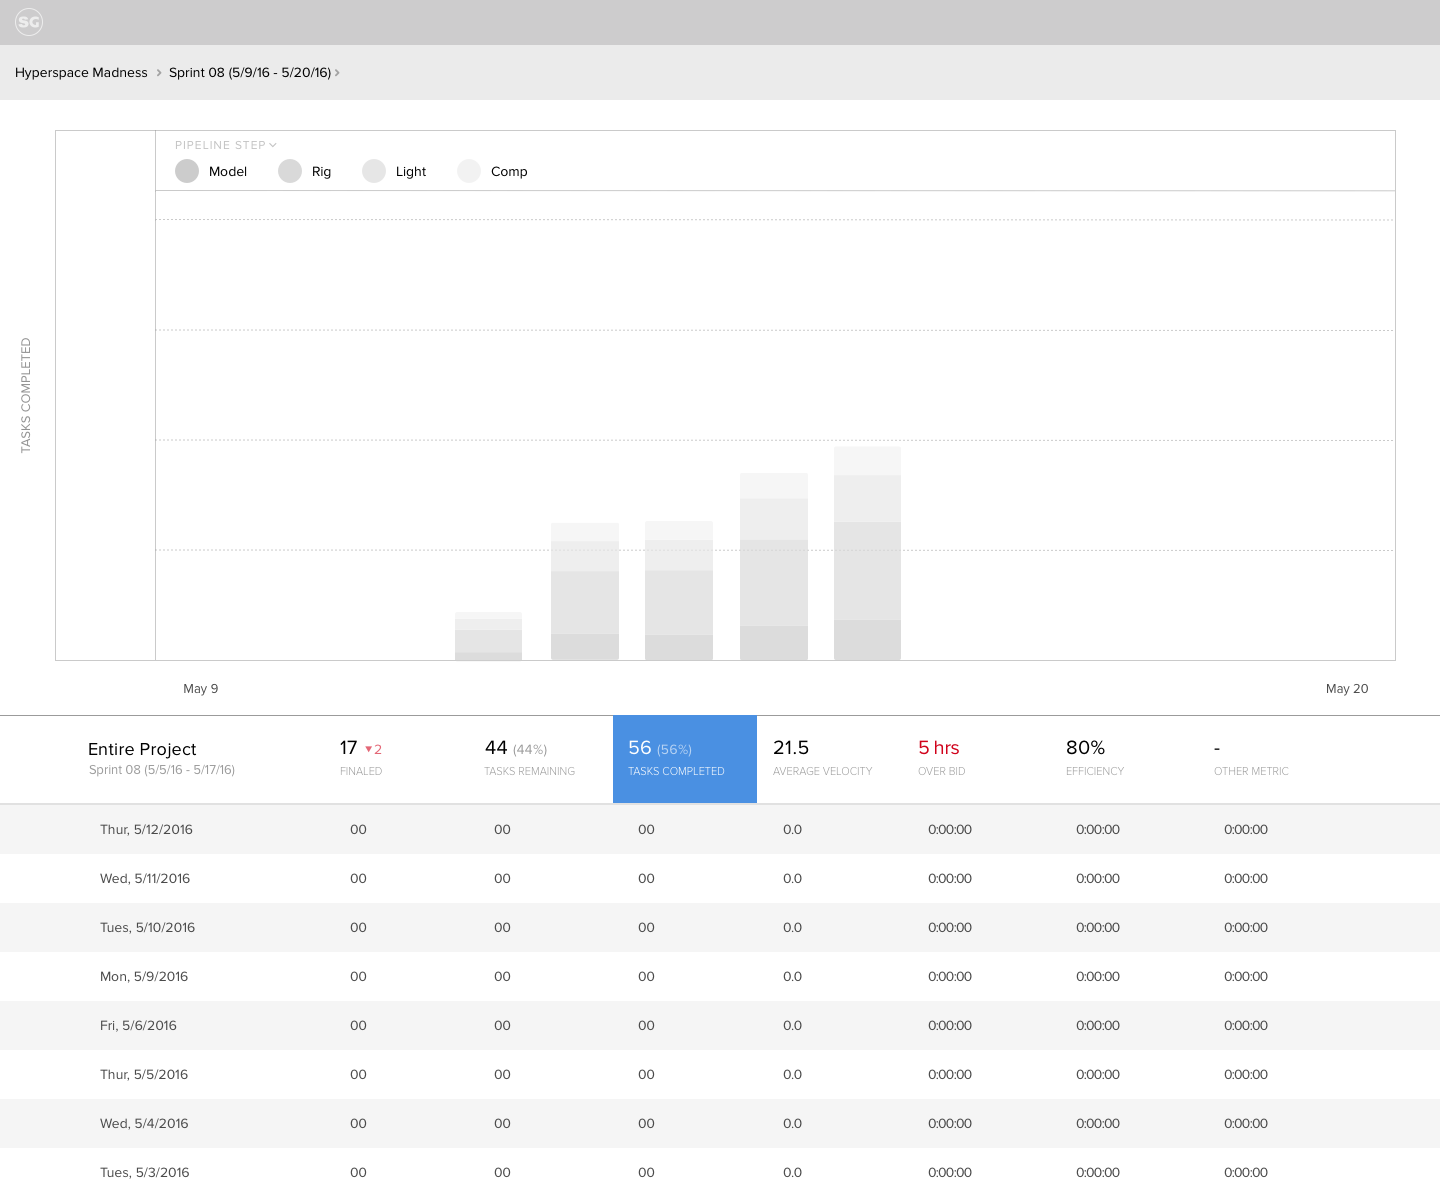 SG
Hyperspace Madness > Sprint 08 (5/9/16 - 5/20/16) >
PIPELINE STEP
Model Rig Light Comp
TASKS COMPLETED
May 9 May 20
Entire Project 17 ▼2 44 (44%) 56 (56%) 21.5 5 hrs 80% -
Sprint 08 (5/5/16 - 5/17/16) FINALED TASKS REMAINING TASKS COMPLETED AVERAGE VELOCITY OVER BID EFFICIENCY OTHER METRIC
Thur, 5/12/2016 00 00 00 0.0 0:00:00 0:00:00 0:00:00
Wed, 5/11/2016 00 00 00 0.0 0:00:00 0:00:00 0:00:00
Tues, 5/10/2016 00 00 00 0.0 0:00:00 0:00:00 0:00:00
Mon, 5/9/2016 00 00 00 0.0 0:00:00 0:00:00 0:00:00
Fri, 5/6/2016 00 00 00 0.0 0:00:00 0:00:00 0:00:00
Thur, 5/5/2016 00 00 00 0.0 0:00:00 0:00:00 0:00:00
Wed, 5/4/2016 00 00 00 0.0 0:00:00 0:00:00 0:00:00
Tues, 5/3/2016 00 00 00 0.0 0:00:00 0:00:00 0:00:00